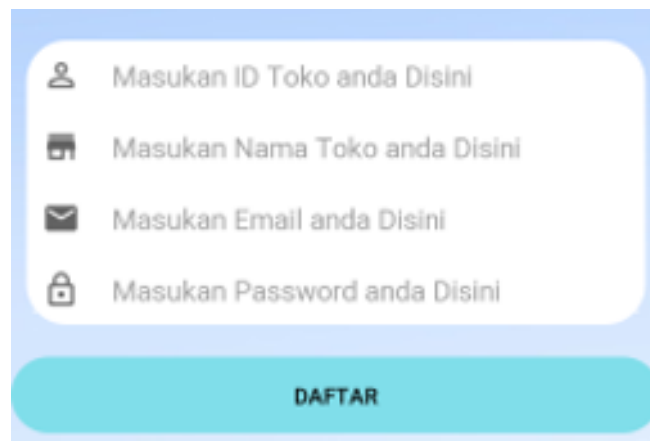 Masukan ID Toko anda Disini
Masukan Nama Toko anda Disini
Masukan Email anda Disini
Masukan Password anda Disini
DAFTAR